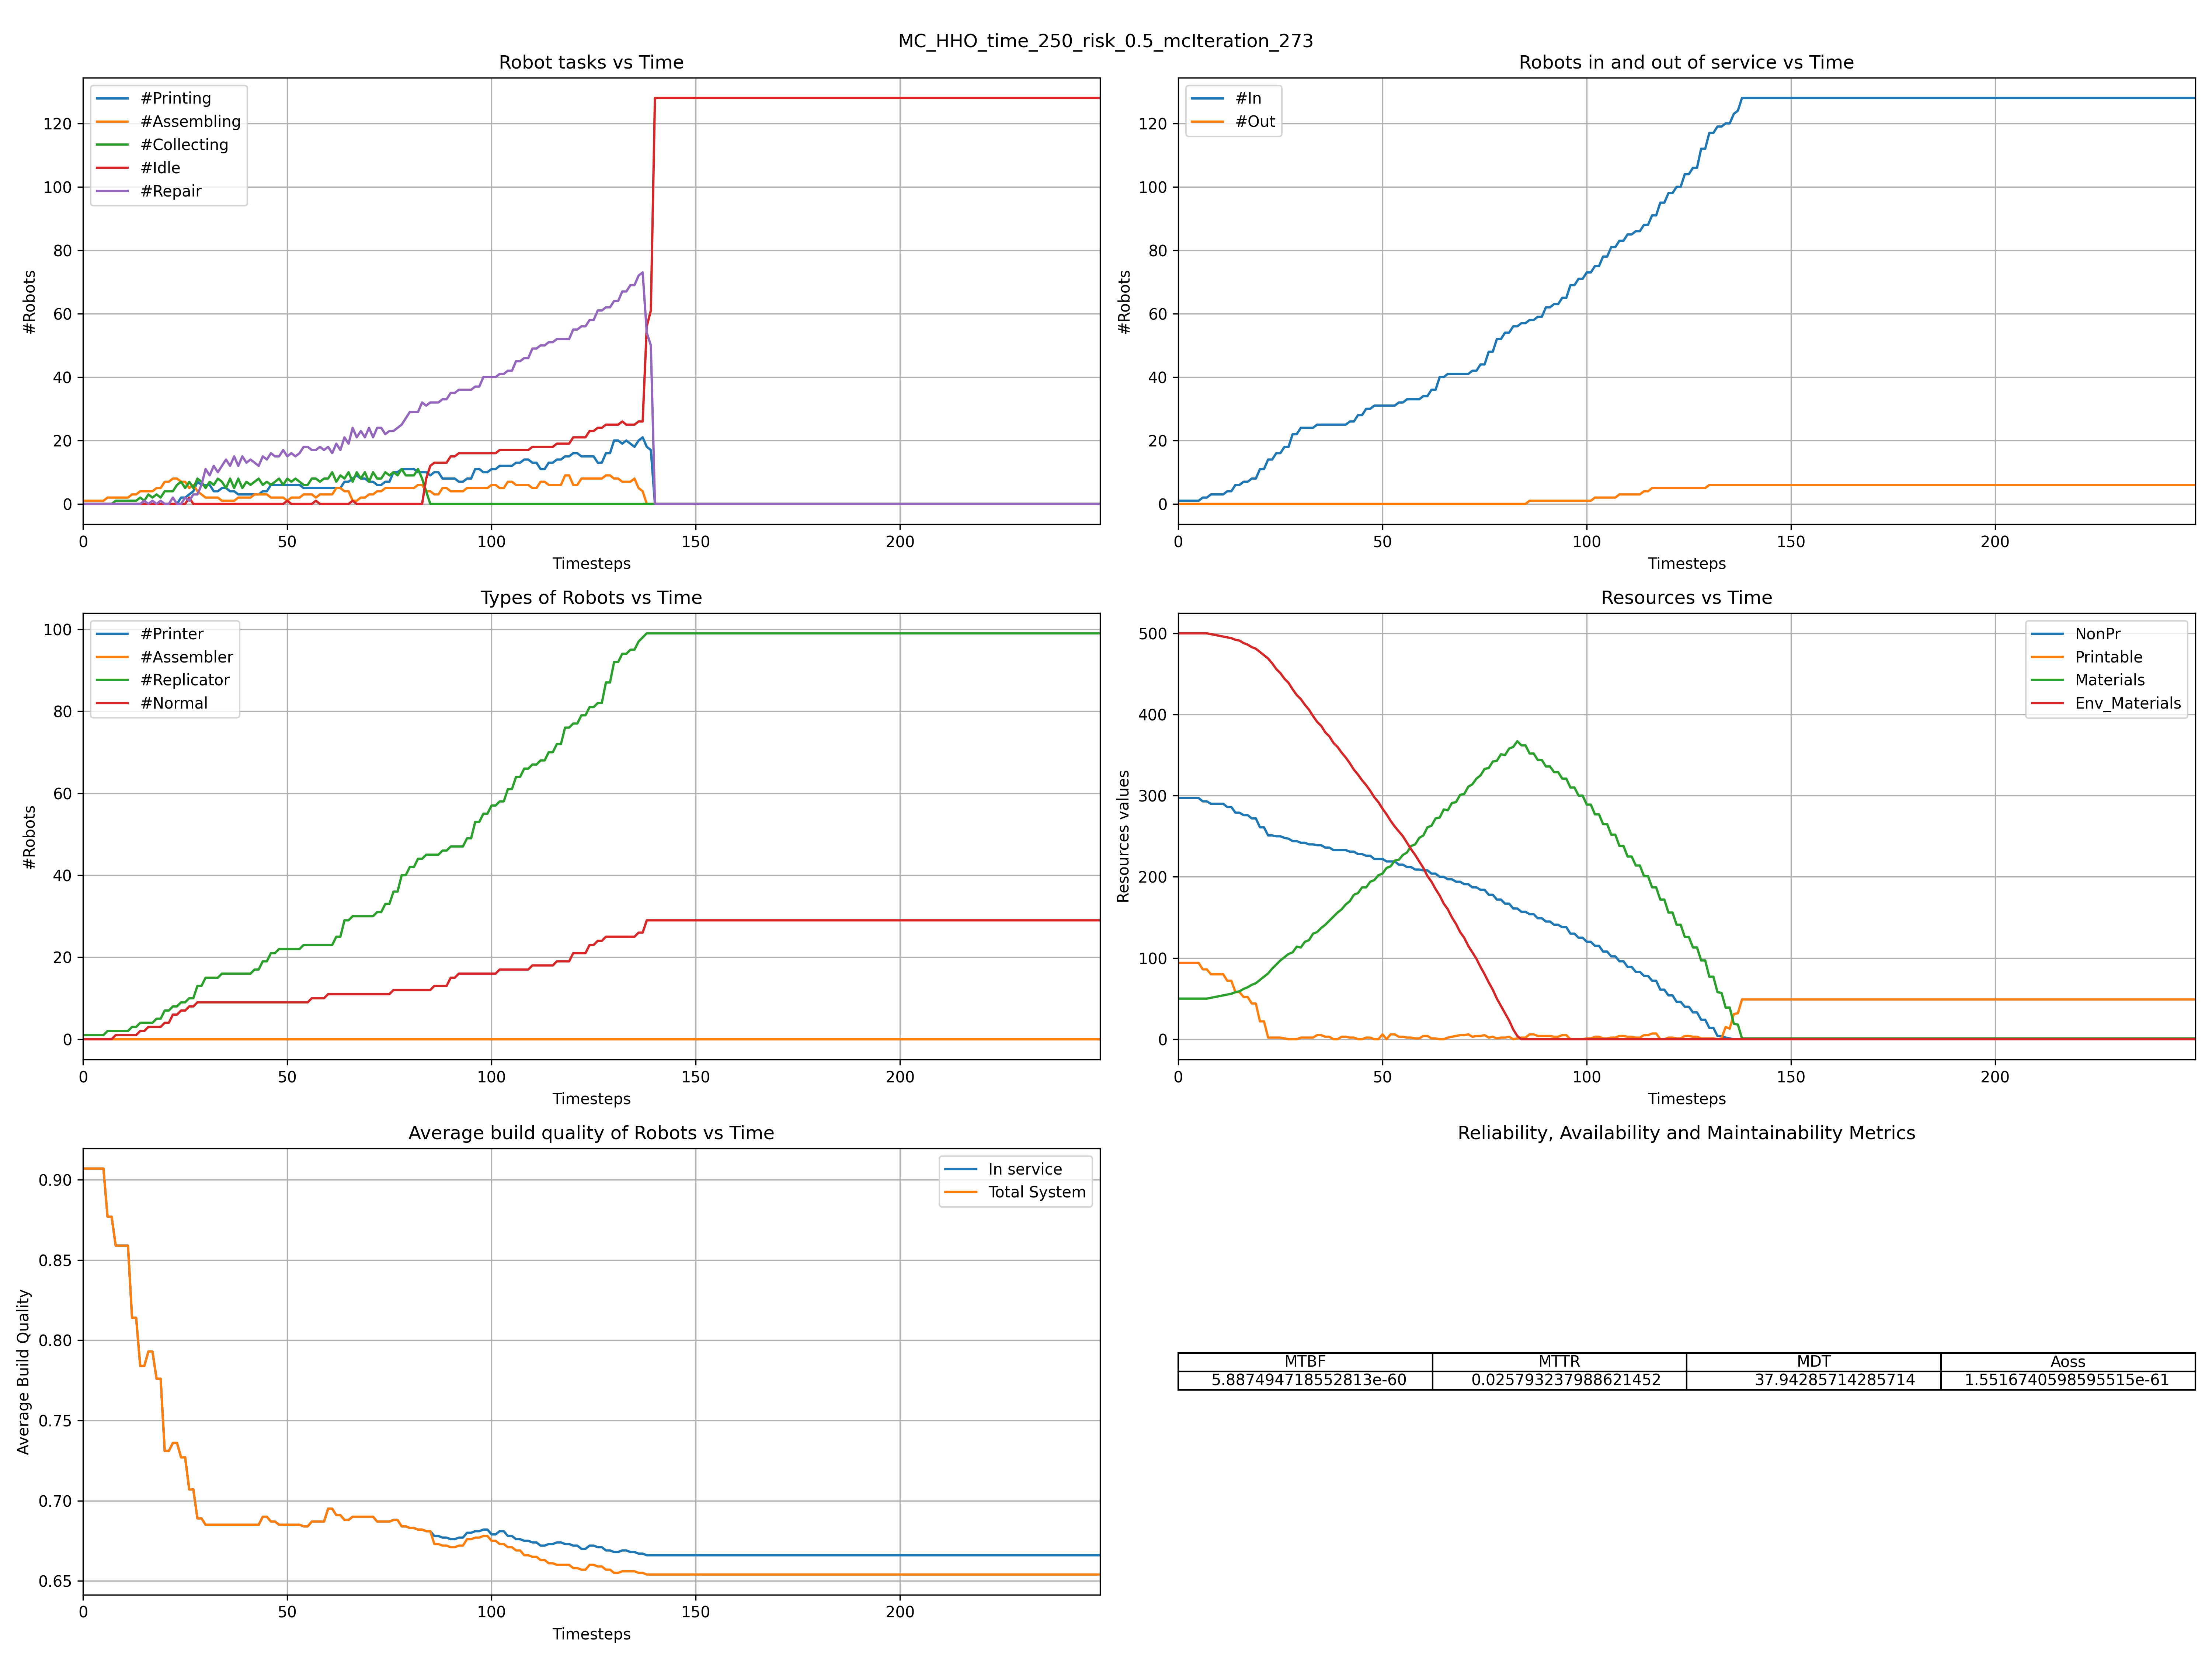 MC_HHO_time_250_risk_0.5_mcIteration_273
Robot tasks vs Time
#Printing
#Assembling
#Collecting
#Idle
#Repair
120
100
80
60
40
20
0
#Robots
0 50 100 150 200
Timesteps
Robots in and out of service vs Time
#In
#Out
120
100
80
60
40
20
0
#Robots
0 50 100 150 200
Timesteps
Types of Robots vs Time
#Printer
#Assembler
#Replicator
#Normal
100
80
60
40
20
0
#Robots
0 50 100 150 200
Timesteps
Resources vs Time
NonPr
Printable
Materials
Env_Materials
500
400
300
200
100
0
Resources values
0 50 100 150 200
Timesteps
Average build quality of Robots vs Time
In service
Total System
0.90
0.85
0.80
0.75
0.70
0.65
Average Build Quality
0 50 100 150 200
Timesteps
Reliability, Availability and Maintainability Metrics
MTBF MTTR MDT Aoss
5.887494718552813e-60 0.025793237988621452 37.94285714285714 1.5516740598595515e-61